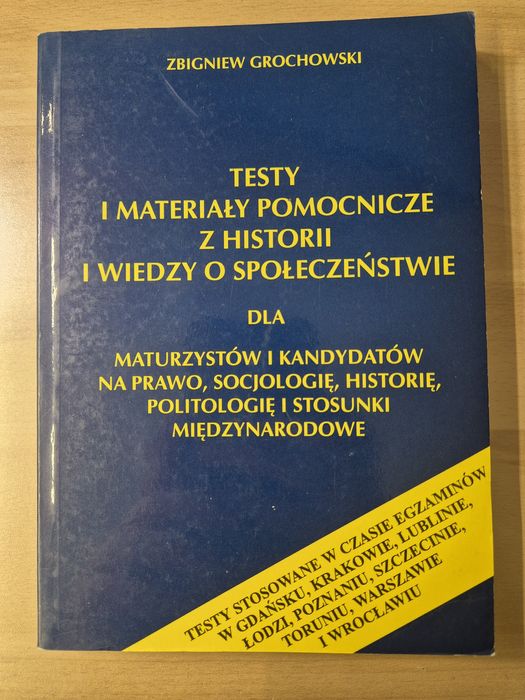 ZBIGNIEW GROCHOWSKI
TESTY
I MATERIAŁY POMOCNICZE
Z HISTORII
I WIEDZY O SPOŁECZEŃSTWIE
DLA
MATURZYSTÓW I KANDYDATÓW
NA PRAWO, SOCJOLOGIĘ, HISTORIĘ,
POLITOLOGIĘ I STOSUNKI
MIĘDZYNARODOWE
TESTY STOSOWANE W CZASIE EGZAMINÓW
W GDAŃSKU, KRAKOWIE, LUBLINIE,
ŁODZI, POZNANIU, SZCZECINIE,
TORUNIU, WARSZAWIE
I WROCŁAWIU